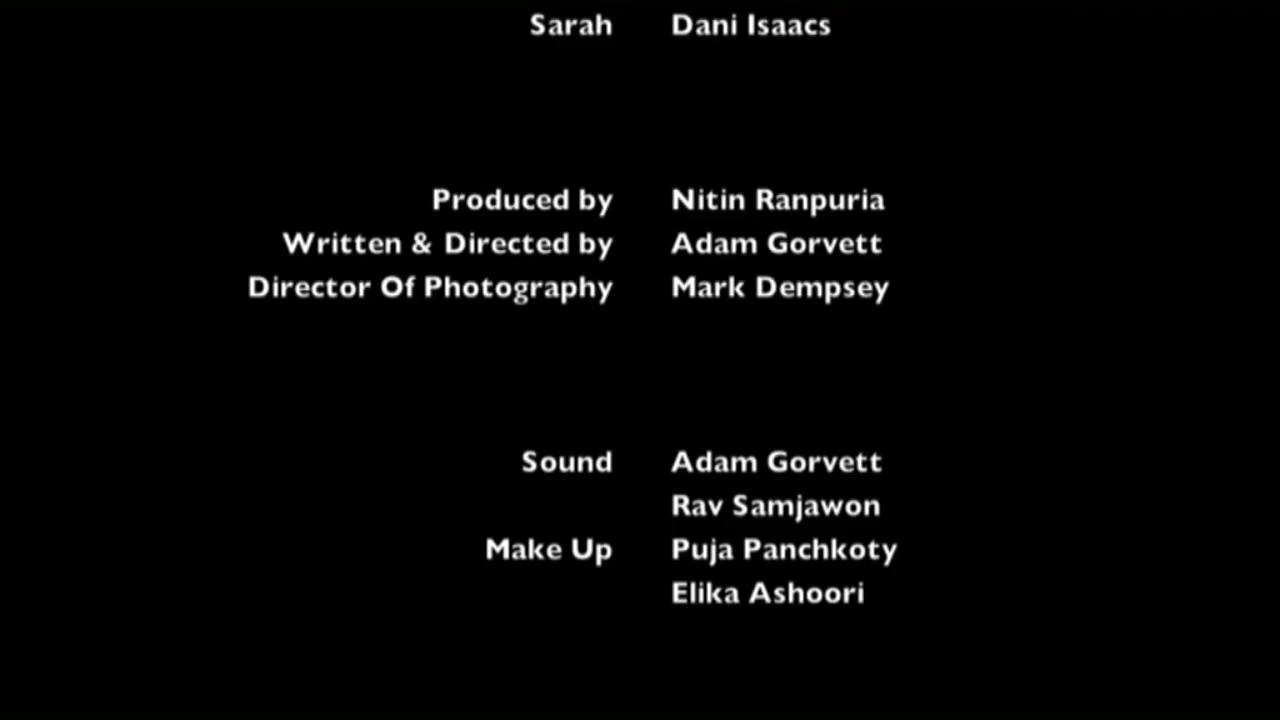 Sarah Dani Isaacs
Produced by Nitin Ranpuria
Written & Directed by Adam Gorvett
Director Of Photography Mark Dempsey
Sound Adam Gorvett
Rav Samjawon
Make Up Puja Panchkoty
Elika Ashoori